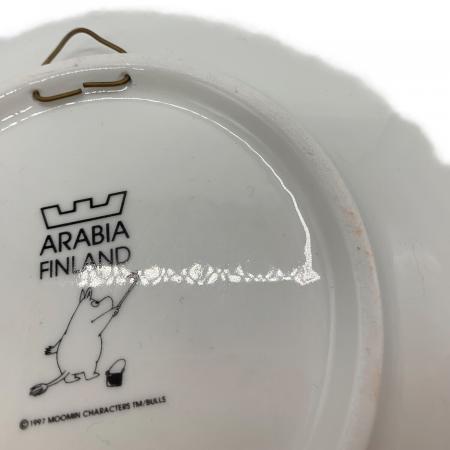 ARABIA
FINLAND
©1997 MOOMIN CHARACTERS TM/BULLS